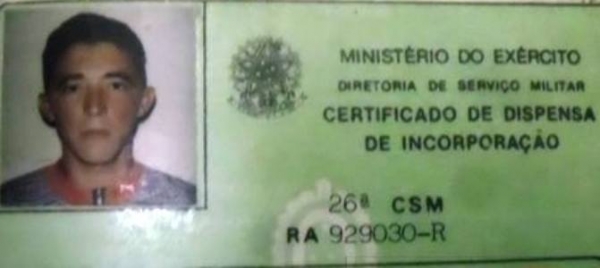 MINISTÉRIO DO EXÉRCITO
DIRETORIA DE SERVIÇO MILITAR
CERTIFICADO DE DISPENSA
DE INCORPORAÇÃO
26ª CSM
RA 929030-R